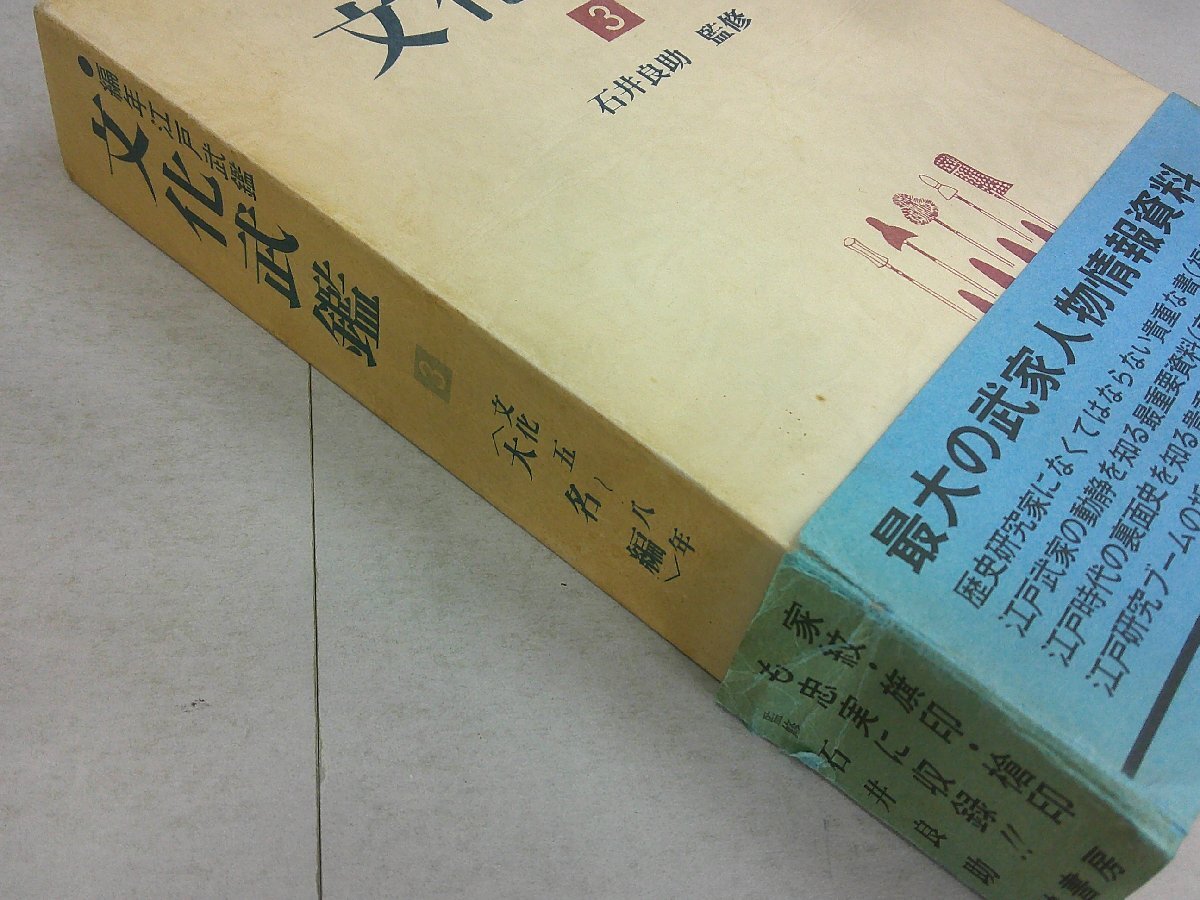 文化
3
石井良助 監修
●編年江戸武鑑
文化武鑑
3
文化五~八年
〈大名編〉
最大の武家人物情報資料
歴史研究家になくてはならない貴重な書
江戸武家の動静を知る最重要資料
江戸時代の裏面史を知る貴
江戸研究ブームの
家紋・旗印・槍印
も忠実に収録!!
監修 石井良助
書房